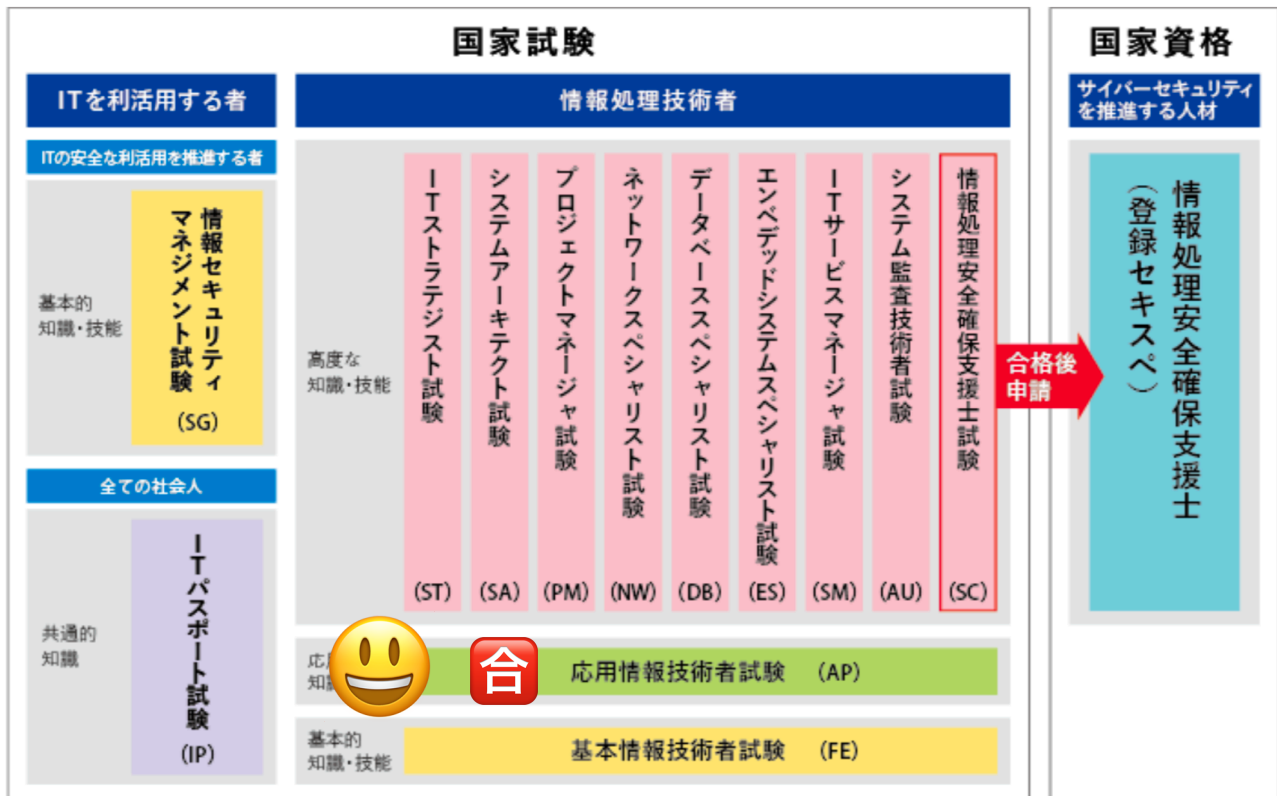 国家試験
国家資格
ITを利活用する者
情報処理技術者
サイバーセキュリティ
を推進する人材
ITの安全な利活用を推進する者
基本的
知識・技能
情報セキュリティ
マネジメント試験
(SG)
全ての社会人
共通的
知識
ITパスポート試験
(IP)
高度な
知識・技能
ITストラテジスト試験
(ST)
システムアーキテクト試験
(SA)
プロジェクトマネージャ試験
(PM)
ネットワークスペシャリスト試験
(NW)
データベーススペシャリスト試験
(DB)
エンベデッドシステムスペシャリスト試験
(ES)
ITサービスマネージャ試験
(SM)
システム監査技術者試験
(AU)
情報処理安全確保支援士試験
(SC)
合格後
申請
情報処理安全確保支援士
(登録セキスペ)
合
応用情報技術者試験 (AP)
基本的
知識・技能
基本情報技術者試験 (FE)